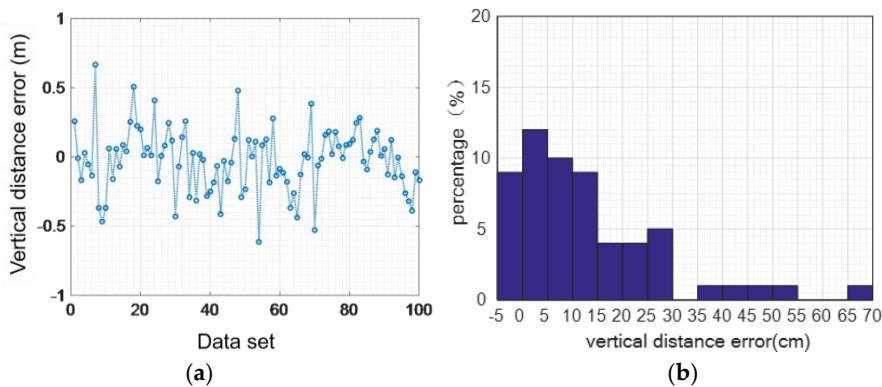 1
0.5
0
-0.5
-1
0 20 40 60 80 100
Vertical distance error (m)
Data set
(a)
20
15
10
5
0
-5 0 5 10 15 20 25 30 35 40 45 50 55 60 65 70
percentage (%)
vertical distance error(cm)
(b)